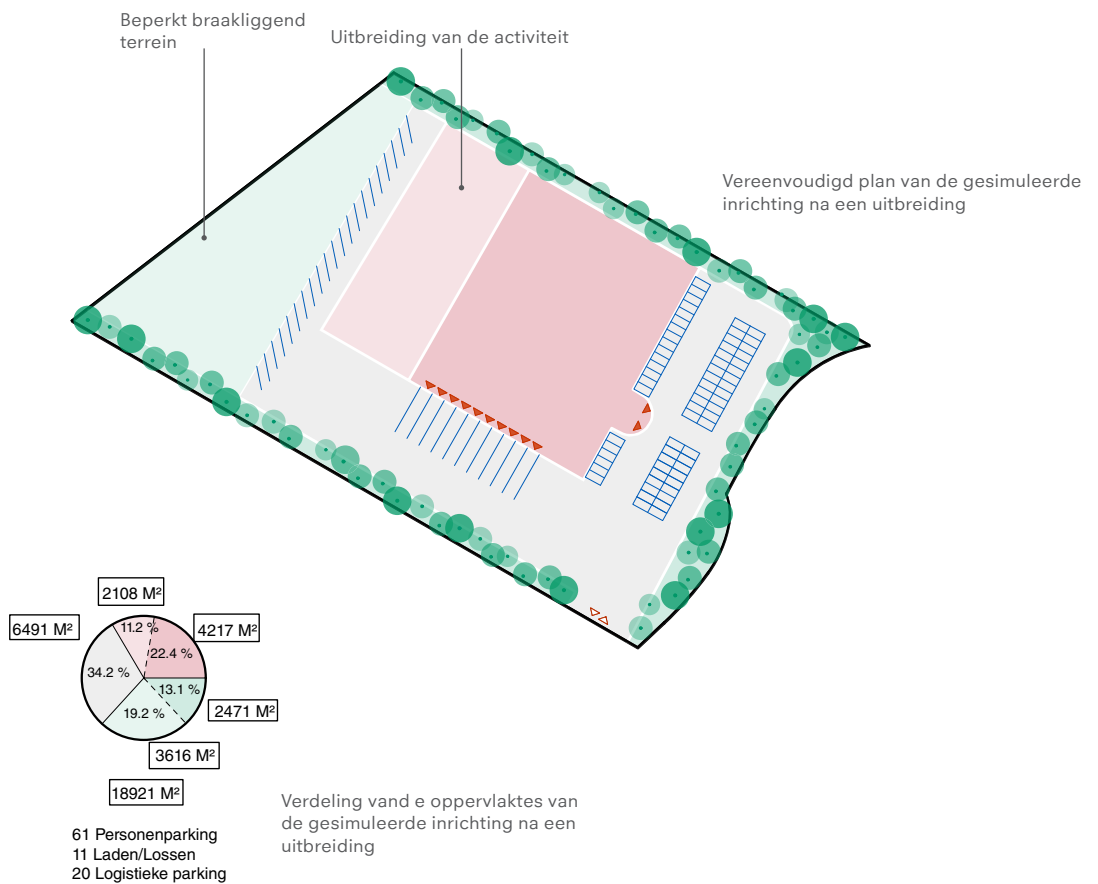 Beperkt braakliggend
terrein
Uitbreiding van de activiteit
Vereenvoudigd plan van de gesimuleerde
inrichting na een uitbreiding
2108 M²
6491 M²
11.2 %
4217 M²
22.4 %
34.2 %
13.1 %
19.2 %
2471 M²
3616 M²
18921 M²
Verdeling vand e oppervlaktes van
de gesimuleerde inrichting na een
uitbreiding
61 Personenparking
11 Laden/Lossen
20 Logistieke parking